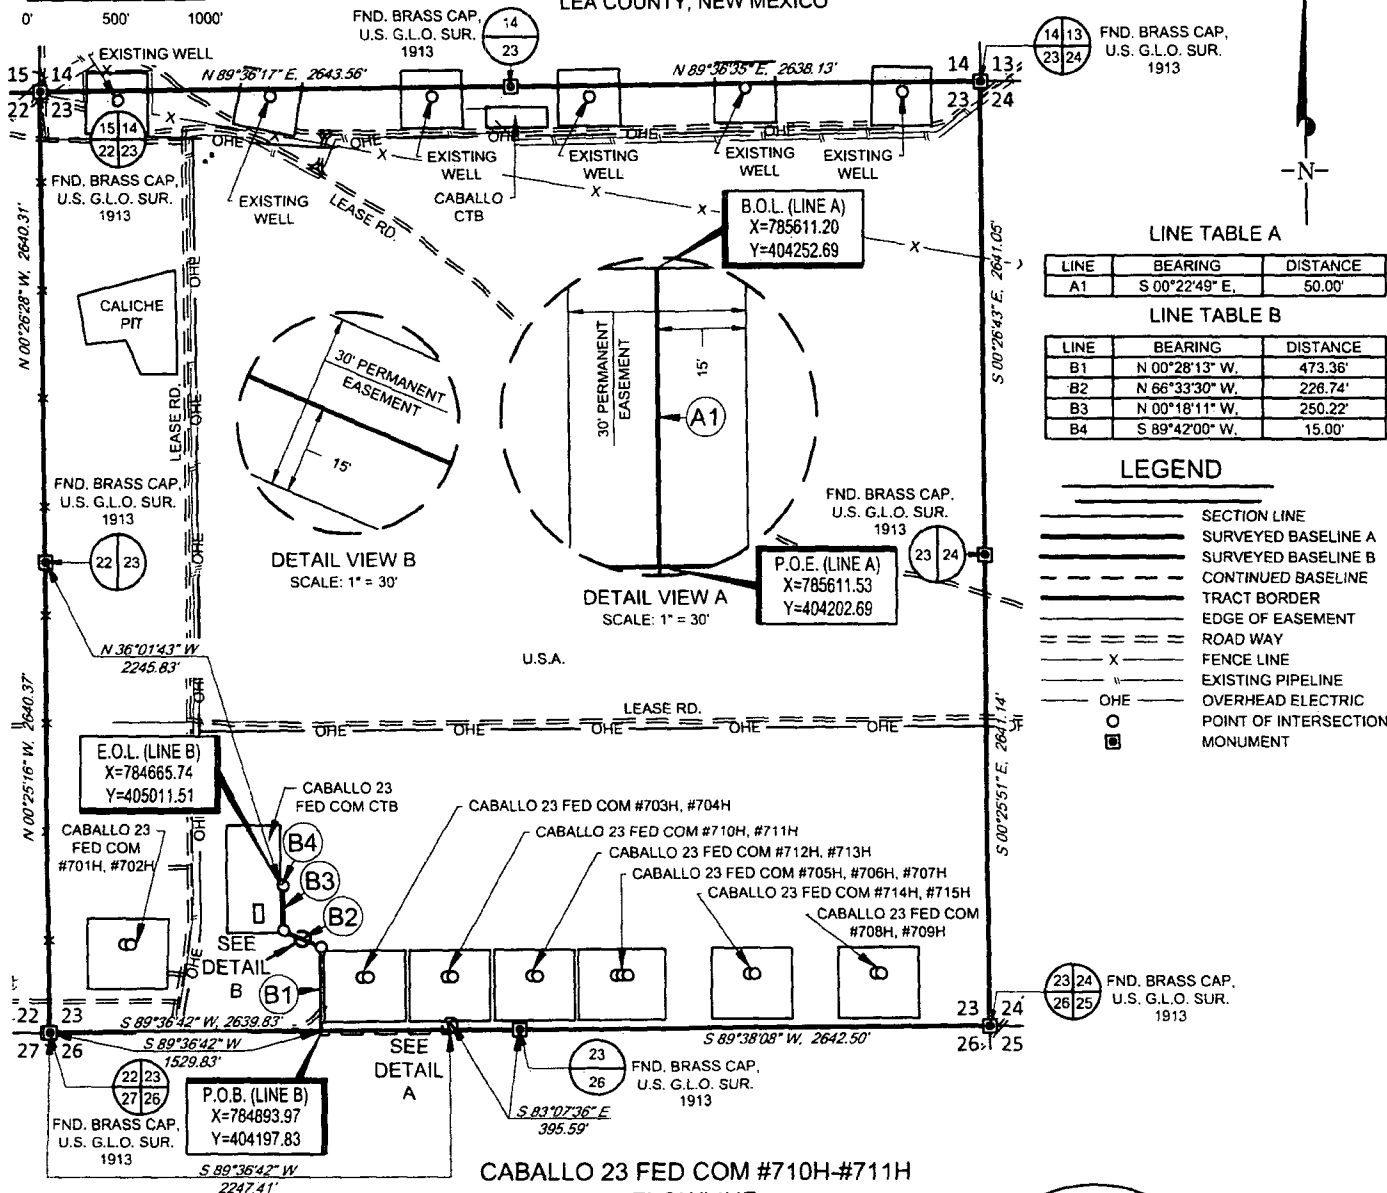 LEA COUNTY, NEW MEXICO
0' 500' 1000'
FND. BRASS CAP,
U.S. G.L.O. SUR.
1913
14
23
14 13
23 24
FND. BRASS CAP,
U.S. G.L.O. SUR.
1913
EXISTING WELL
N 89°36'17" E, 2643.56'
N 89°36'35" E, 2638.13'
15 14
22 23
14 13
23 24
15 14
22 23
FND. BRASS CAP,
U.S. G.L.O. SUR.
1913
OHE OHE OHE OHE OHE
X X X X X
EXISTING
WELL
EXISTING
WELL
CABALLO
CTB
EXISTING
WELL
EXISTING
WELL
EXISTING
WELL
LEASE RD.
-N-
B.O.L. (LINE A)
X=785611.20
Y=404252.69
N 00°26'28" W, 2640.31'
S 00°26'43" E, 2641.05'
LINE TABLE A
LINE BEARING DISTANCE
A1 S 00°22'49" E, 50.00'
LINE TABLE B
LINE BEARING DISTANCE
B1 N 00°28'13" W, 473.36'
B2 N 66°33'30" W, 226.74'
B3 N 00°18'11" W, 250.22'
B4 S 89°42'00" W, 15.00'
CALICHE
PIT
LEASE RD.
OHE
OHE
OHE
30' PERMANENT
EASEMENT
15'
DETAIL VIEW B
SCALE: 1" = 30'
30' PERMANENT
EASEMENT
15'
A1
DETAIL VIEW A
SCALE: 1" = 30'
P.O.E. (LINE A)
X=785611.53
Y=404202.69
FND. BRASS CAP,
U.S. G.L.O. SUR.
1913
22 23
FND. BRASS CAP.
U.S. G.L.O. SUR.
1913
23 24
LEGEND
SECTION LINE
SURVEYED BASELINE A
SURVEYED BASELINE B
CONTINUED BASELINE
TRACT BORDER
EDGE OF EASEMENT
ROAD WAY
X FENCE LINE
EXISTING PIPELINE
OHE OVERHEAD ELECTRIC
POINT OF INTERSECTION
MONUMENT
N 36°01'43" W
2245.83'
U.S.A.
OHE
LEASE RD.
OHE OHE OHE OHE OHE
N 00°25'16" W, 2640.37'
S 00°25'51" E, 2641.14'
E.O.L. (LINE B)
X=784665.74
Y=405011.51
CABALLO 23
FED COM CTB
CABALLO 23
FED COM
#701H, #702H
OHE
OHE
CABALLO 23 FED COM #703H, #704H
CABALLO 23 FED COM #710H, #711H
CABALLO 23 FED COM #712H, #713H
CABALLO 23 FED COM #705H, #706H, #707H
CABALLO 23 FED COM #714H, #715H
CABALLO 23 FED COM
#708H, #709H
B4
B3
B2
B1
SEE
DETAIL
B
22 23
27 26
S 89°36'42" W, 2639.83'
S 89°36'42" W
1529.83'
SEE
DETAIL
A
S 89°38'08" W, 2642.50'
23 24
26 25
23 24
26 25
FND. BRASS CAP,
U.S. G.L.O. SUR.
1913
22 23
27 26
FND. BRASS CAP,
U.S. G.L.O. SUR.
1913
P.O.B. (LINE B)
X=784893.97
Y=404197.83
23
26
FND. BRASS CAP,
U.S. G.L.O. SUR.
1913
S 83°07'36" E
395.59'
S 89°36'42" W
2247.41'
CABALLO 23 FED COM #710H-#711H